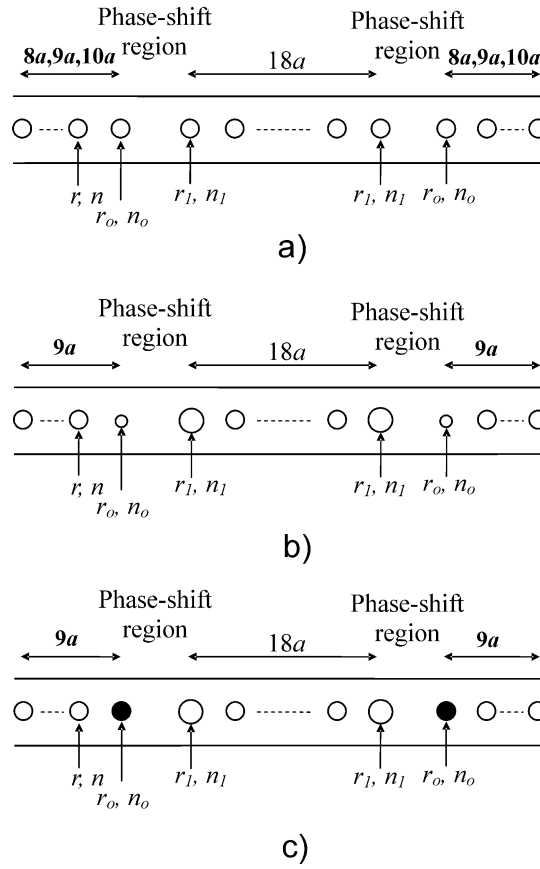 Phase-shift region
Phase-shift region
8a,9a,10a
18a
8a,9a,10a
r, n
r₁, n₁
r₁, n₁
rₒ, nₒ
rₒ, nₒ
a)
Phase-shift region
Phase-shift region
9a
18a
9a
r, n
r₁, n₁
r₁, n₁
rₒ, nₒ
rₒ, nₒ
b)
Phase-shift region
Phase-shift region
9a
18a
9a
r, n
r₁, n₁
r₁, n₁
rₒ, nₒ
rₒ, nₒ
c)